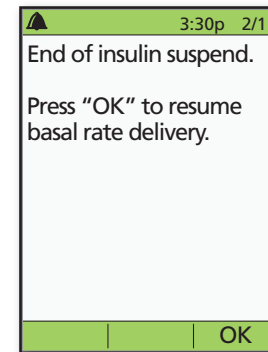 3:30p 2/1
End of insulin suspend.
Press “OK” to resume
basal rate delivery.
OK